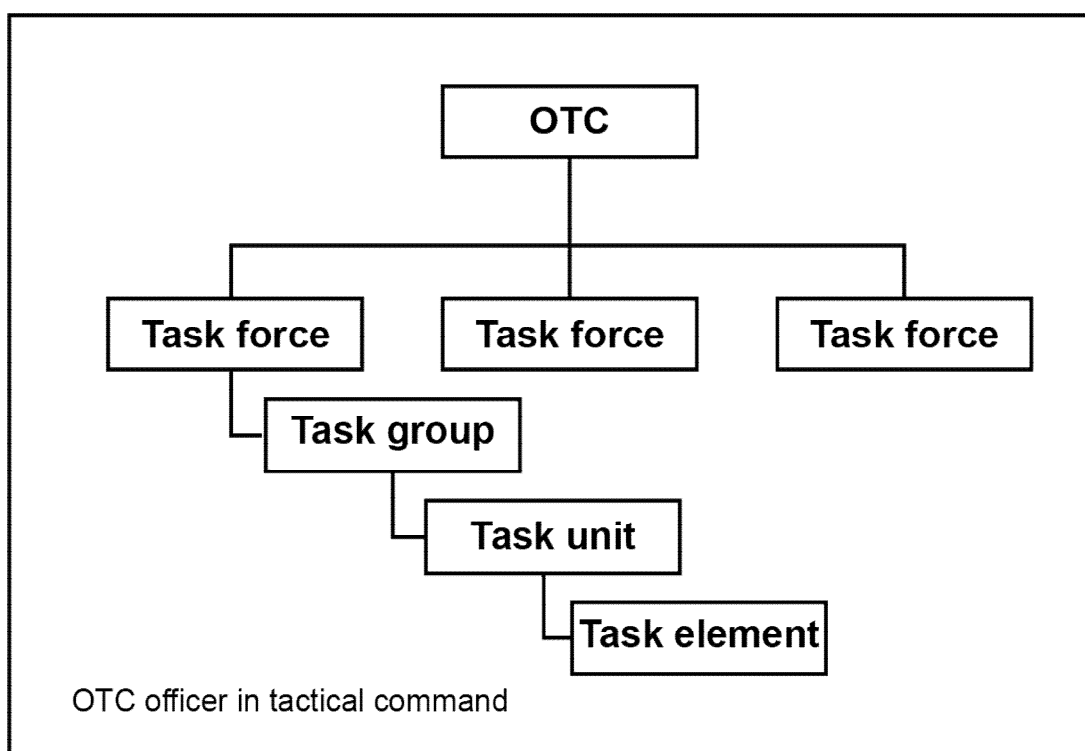 OTC
Task force
Task force
Task force
Task group
Task unit
Task element
OTC officer in tactical command